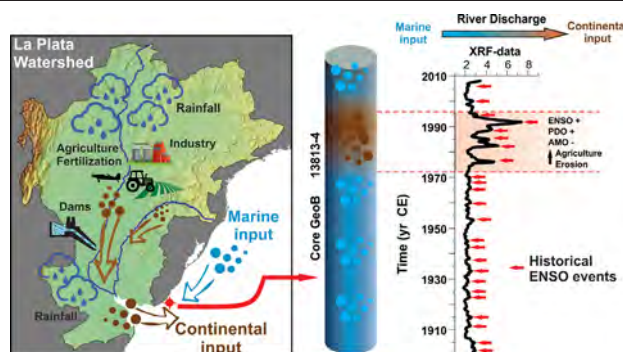 La Plata
Watershed
Rainfall
Agriculture
Fertilization
Industry
Dams
Marine
input
Rainfall
Continental
input
Core GeoB 13813-4
Marine
input
River Discharge
Continental
input
XRF-data
2 4 6 8
Time (yr CE)
2010
1990
1970
1950
1930
1910
ENSO +
PDO +
AMO -
Agriculture
Erosion
Historical
ENSO events